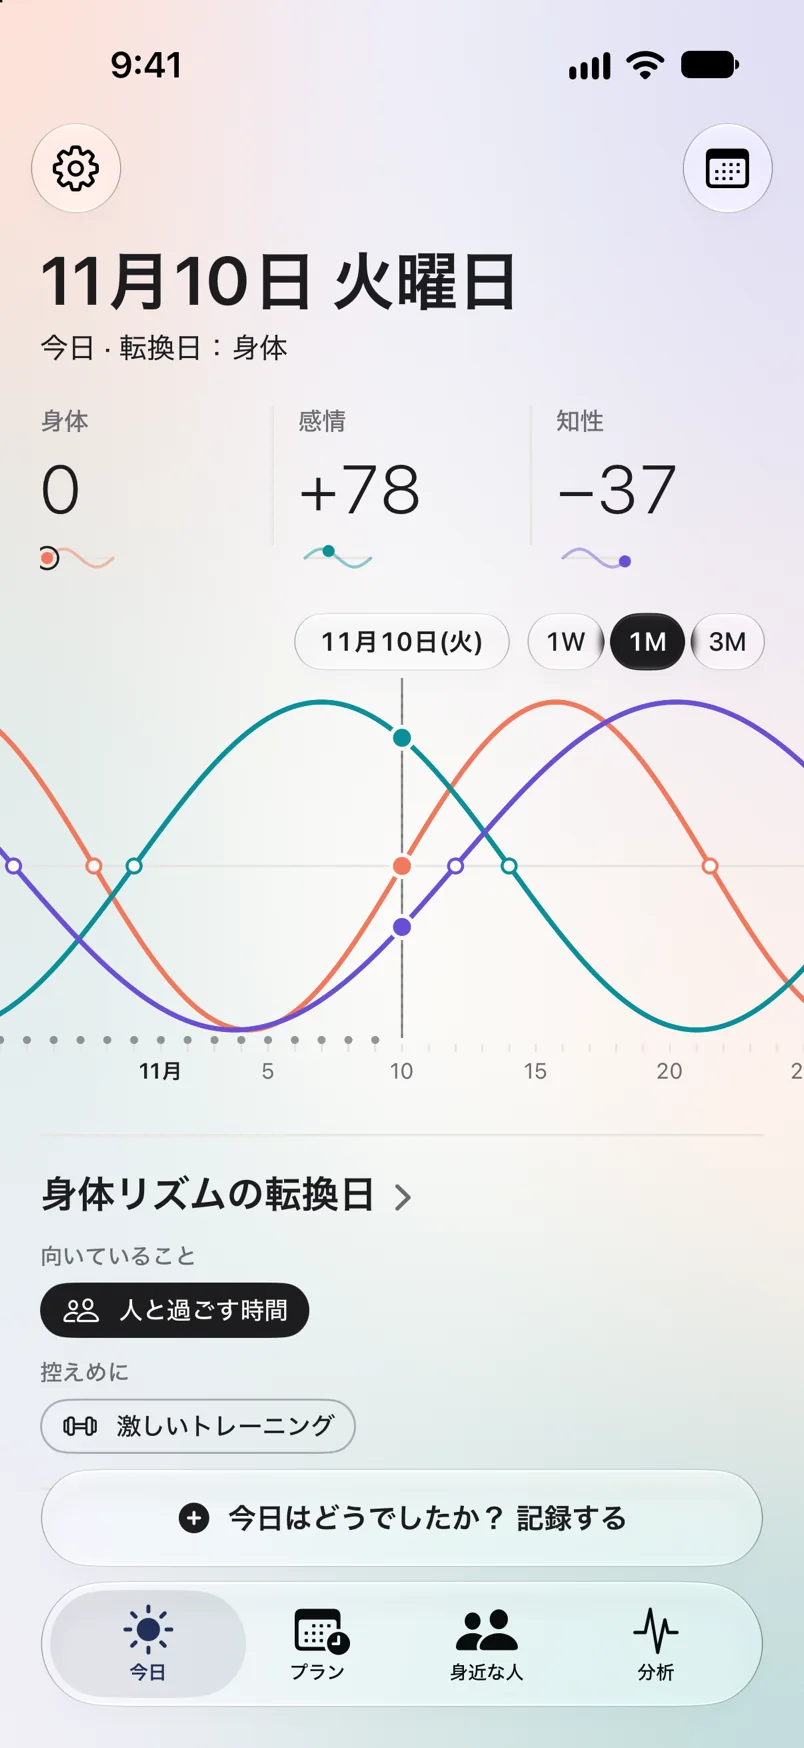 9:41
11月10日 火曜日
今日 · 転換日：身体
身体 感情 知性
0 +78 −37
11月10日(火) 1W 1M 3M
11月 5 10 15 20 2
身体リズムの転換日
向いていること
人と過ごす時間
控えめに
激しいトレーニング
今日はどうでしたか？ 記録する
今日 プラン 身近な人 分析